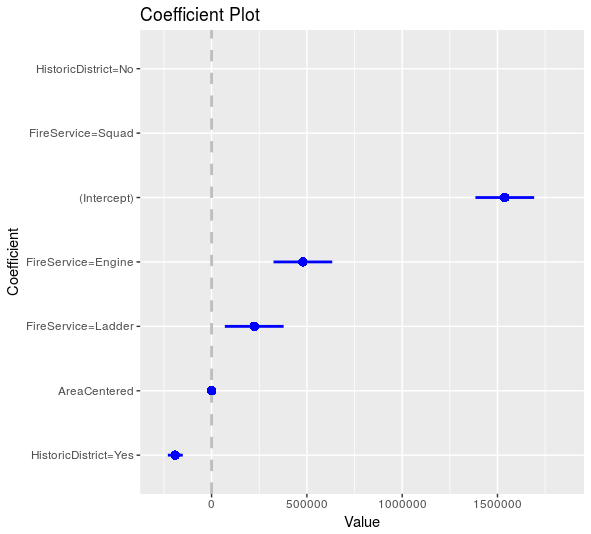 Coefficient Plot
HistoricDistrict=No
FireService=Squad
(Intercept)
FireService=Engine
FireService=Ladder
AreaCentered
HistoricDistrict=Yes
Coefficient
0 500000 1000000 1500000
Value